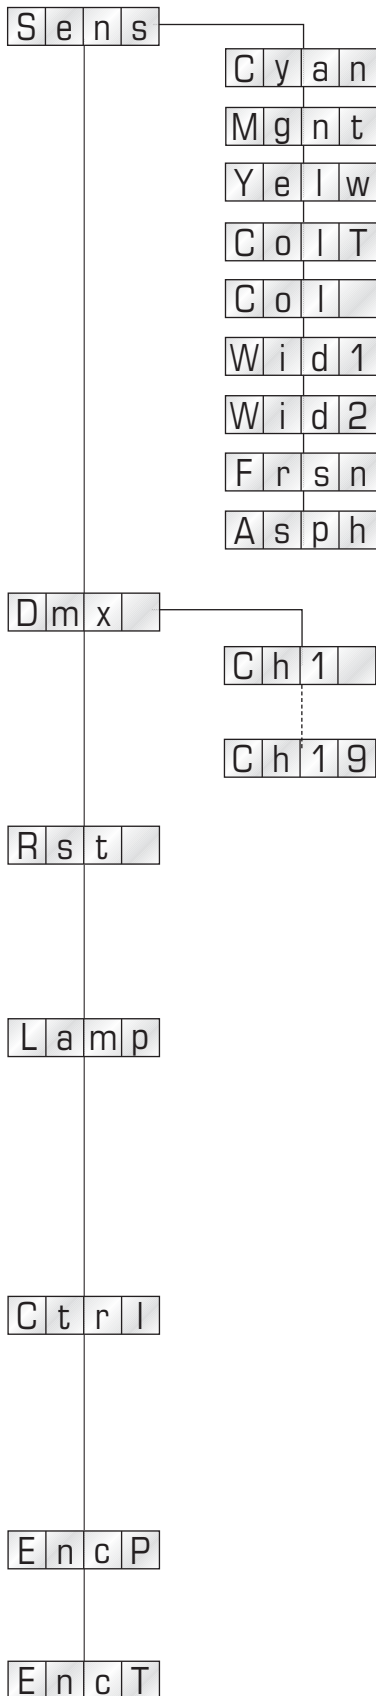 Sens
Cyan
Mgnt
Yelw
ColT
Col
Wid1
Wid2
Frsn
Asph
Dmx
Ch1
Ch19
Rst
Lamp
Ctrl
EncP
EncT